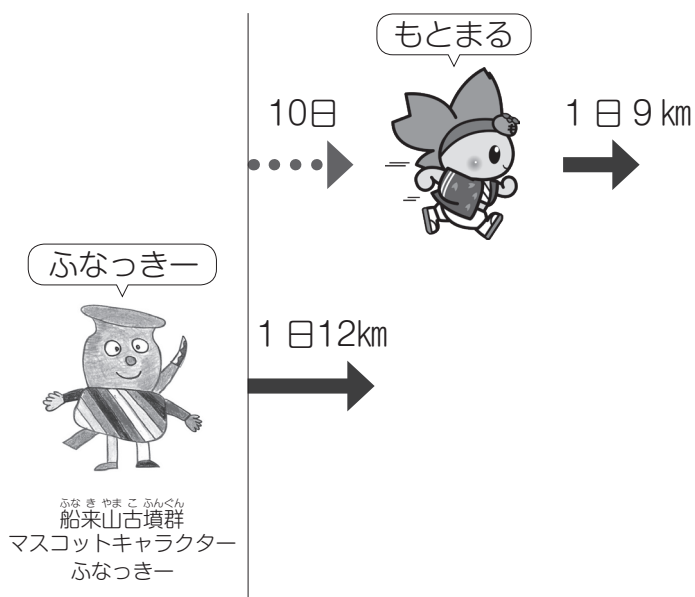 もとまる
10日
1日9km
ふなっきー
1日12km
ふなきやまこふんぐん
船来山古墳群
マスコットキャラクター
ふなっきー